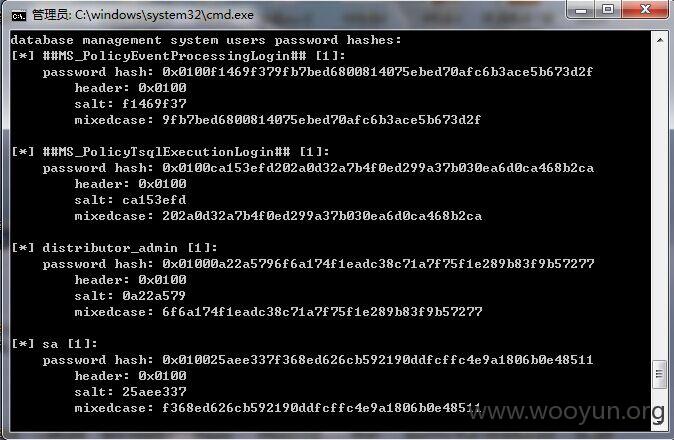 管理员: C:\windows\system32\cmd.exe
database management system users password hashes:
[*] ##MS_PolicyEventProcessingLogin## [1]:
password hash: 0x0100f1469f379fb7bed6800814075ebed70afc6b3ace5b673d2f
header: 0x0100
salt: f1469f37
mixedcase: 9fb7bed6800814075ebed70afc6b3ace5b673d2f
[*] ##MS_PolicyTsqlExecutionLogin## [1]:
password hash: 0x0100ca153efd202a0d32a7b4f0ed299a37b030ea6d0ca468b2ca
header: 0x0100
salt: ca153efd
mixedcase: 202a0d32a7b4f0ed299a37b030ea6d0ca468b2ca
[*] distributor_admin [1]:
password hash: 0x01000a22a5796f6a174f1eadc38c71a7f75f1e289b83f9b57277
header: 0x0100
salt: 0a22a579
mixedcase: 6f6a174f1eadc38c71a7f75f1e289b83f9b57277
[*] sa [1]:
password hash: 0x010025aee337f368ed626cb592190ddfcffc4e9a1806b0e48511
header: 0x0100
salt: 25aee337
mixedcase: f368ed626cb592190ddfcffc4e9a1806b0e48511
www.wooyun.org